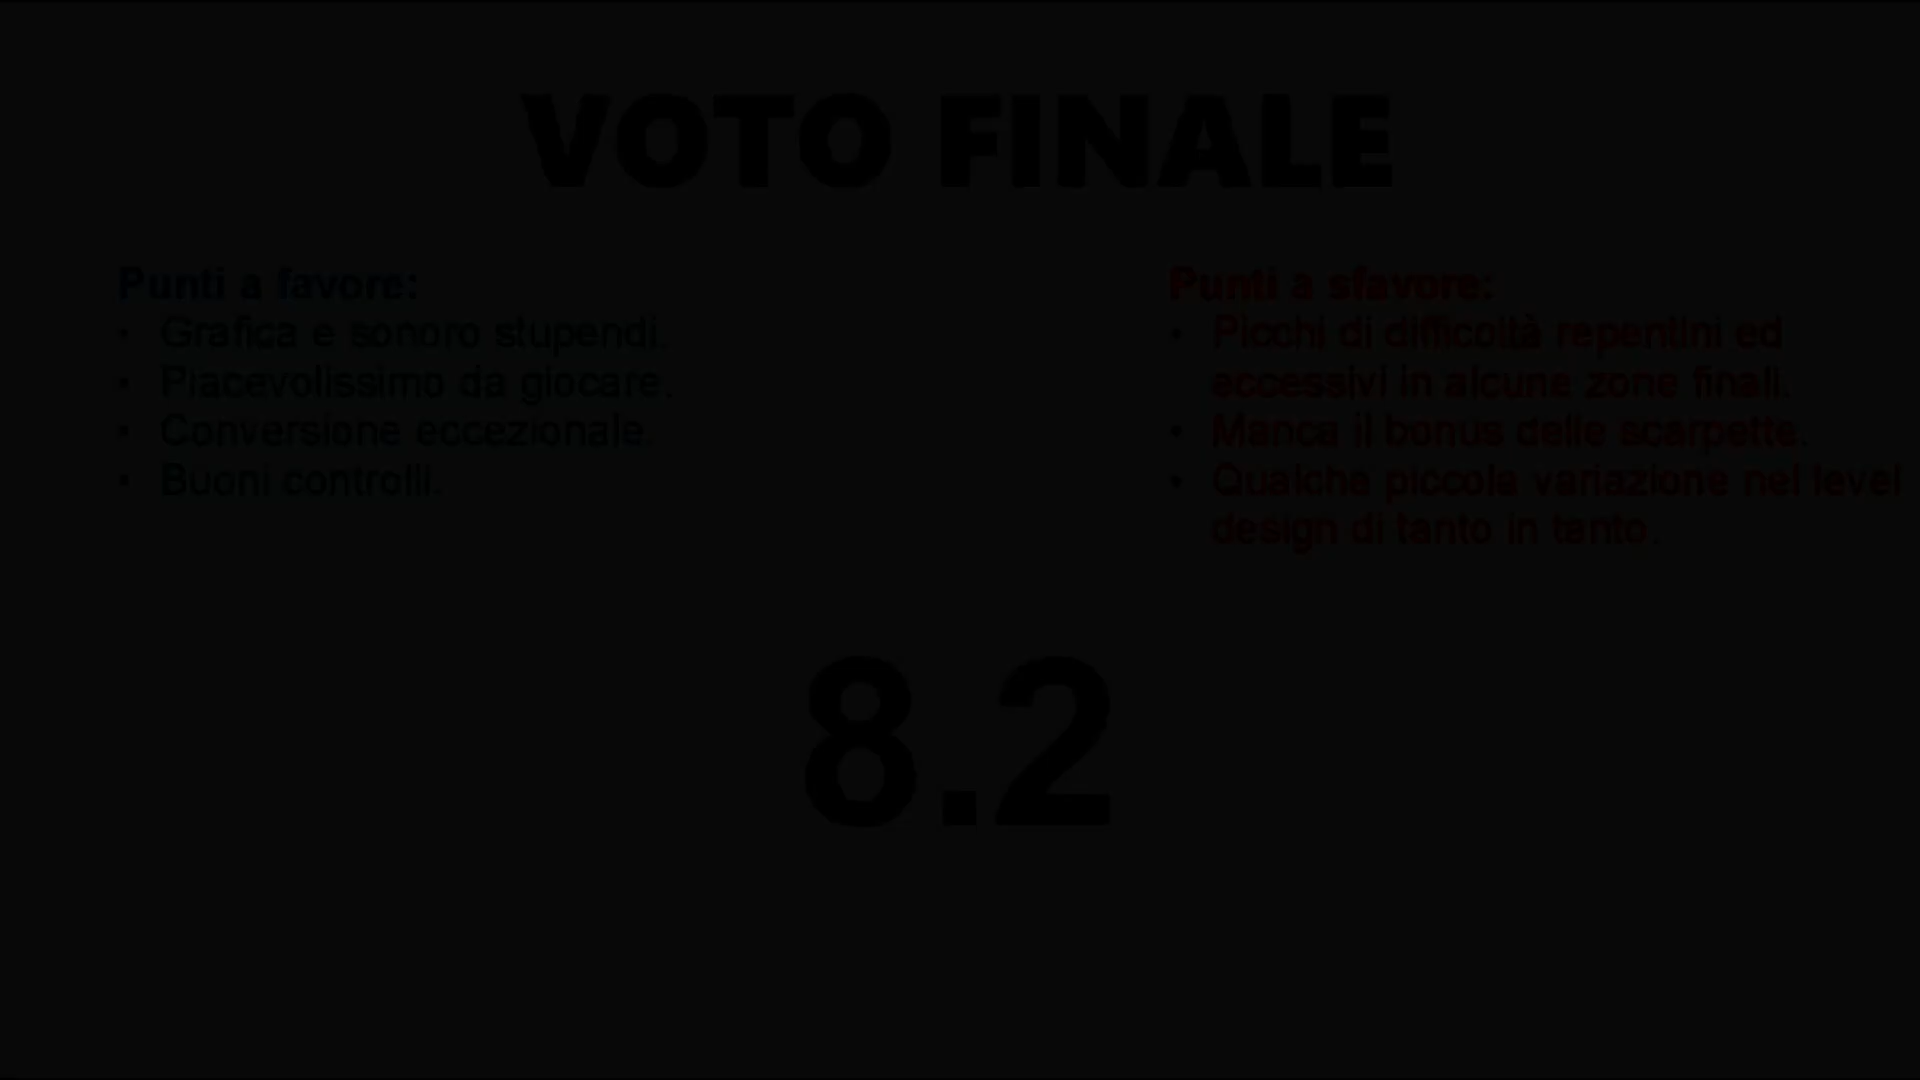 VOTO FINALE
Punti a favore:
• Grafica e sonoro stupendi.
• Piacevolissimo da giocare.
• Conversione eccezionale.
• Buoni controlli.
Punti a sfavore:
• Picchi di difficoltà repentini ed
eccessivi in alcune zone finali.
• Manca il bonus delle scarpette.
• Qualche piccola variazione nel level
design di tanto in tanto.
8.2